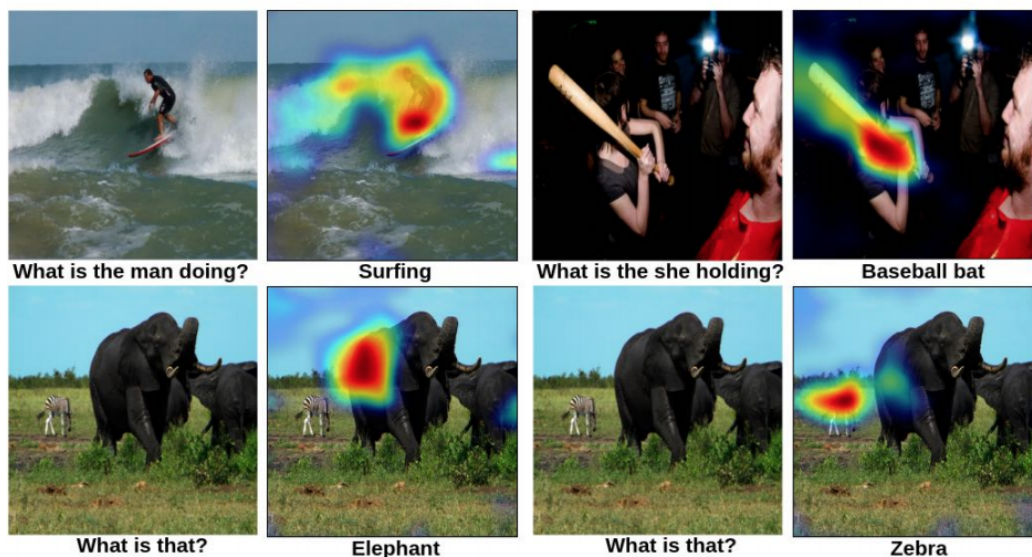 What is the man doing?
Surfing
What is the she holding?
Baseball bat
What is that?
Elephant
What is that?
Zebra